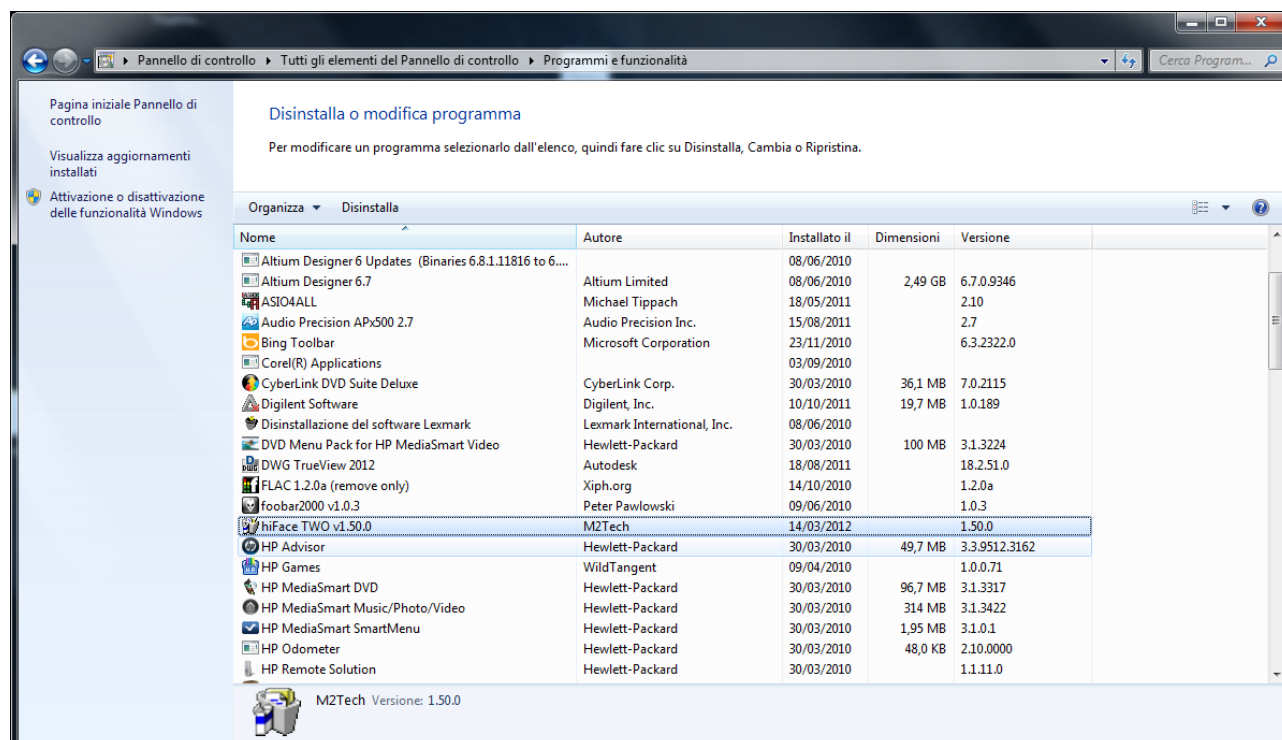 Pannello di controllo ▸ Tutti gli elementi del Pannello di controllo ▸ Programmi e funzionalità
Cerca Program...
Pagina iniziale Pannello di
controllo
Visualizza aggiornamenti
installati
Attivazione o disattivazione
delle funzionalità Windows
Disinstalla o modifica programma
Per modificare un programma selezionarlo dall'elenco, quindi fare clic su Disinstalla, Cambia o Ripristina.
Organizza Disinstalla
Nome Autore Installato il Dimensioni Versione
Altium Designer 6 Updates (Binaries 6.8.1.11816 to 6.... 08/06/2010
Altium Designer 6.7 Altium Limited 08/06/2010 2,49 GB 6.7.0.9346
ASIO4ALL Michael Tippach 18/05/2011 2.10
Audio Precision APx500 2.7 Audio Precision Inc. 15/08/2011 2.7
Bing Toolbar Microsoft Corporation 23/11/2010 6.3.2322.0
Corel(R) Applications 03/09/2010
CyberLink DVD Suite Deluxe CyberLink Corp. 30/03/2010 36,1 MB 7.0.2115
Digilent Software Digilent, Inc. 10/10/2011 19,7 MB 1.0.189
Disinstallazione del software Lexmark Lexmark International, Inc. 08/06/2010
DVD Menu Pack for HP MediaSmart Video Hewlett-Packard 30/03/2010 100 MB 3.1.3224
DWG TrueView 2012 Autodesk 18/08/2011 18.2.51.0
FLAC 1.2.0a (remove only) Xiph.org 14/10/2010 1.2.0a
foobar2000 v1.0.3 Peter Pawlowski 09/06/2010 1.0.3
hiFace TWO v1.50.0 M2Tech 14/03/2012 1.50.0
HP Advisor Hewlett-Packard 30/03/2010 49,7 MB 3.3.9512.3162
HP Games WildTangent 09/04/2010 1.0.0.71
HP MediaSmart DVD Hewlett-Packard 30/03/2010 96,7 MB 3.1.3317
HP MediaSmart Music/Photo/Video Hewlett-Packard 30/03/2010 314 MB 3.1.3422
HP MediaSmart SmartMenu Hewlett-Packard 30/03/2010 1,95 MB 3.1.0.1
HP Odometer Hewlett-Packard 30/03/2010 48,0 KB 2.10.0000
HP Remote Solution Hewlett-Packard 30/03/2010 1.1.11.0
M2Tech Versione: 1.50.0